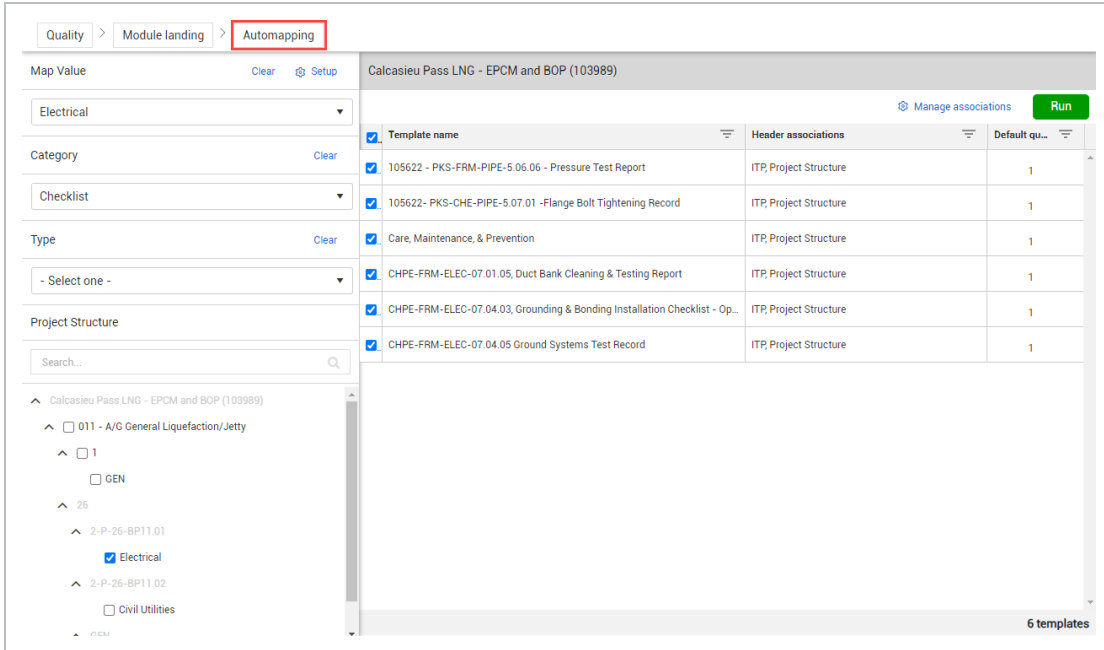 Quality > Module landing > Automapping
Map Value Clear Setup
Electrical
Category Clear
Checklist
Type Clear
- Select one -
Project Structure
Search...
Calcasieu Pass LNG - EPCM and BOP (103989)
011 - A/G General Liquefaction/Jetty
1
GEN
26
2-P-26-BP11.01
Electrical
2-P-26-BP11.02
Civil Utilities
GEN
Calcasieu Pass LNG - EPCM and BOP (103989)
Manage associations Run
Template name Header associations Default qu...
105622 - PKS-FRM-PIPE-5.06.06 - Pressure Test Report ITP, Project Structure 1
105622- PKS-CHE-PIPE-5.07.01 -Flange Bolt Tightening Record ITP, Project Structure 1
Care, Maintenance, & Prevention ITP, Project Structure 1
CHPE-FRM-ELEC-07.01.05, Duct Bank Cleaning & Testing Report ITP, Project Structure 1
CHPE-FRM-ELEC-07.04.03, Grounding & Bonding Installation Checklist - Op... ITP, Project Structure 1
CHPE-FRM-ELEC-07.04.05 Ground Systems Test Record ITP, Project Structure 1
6 templates